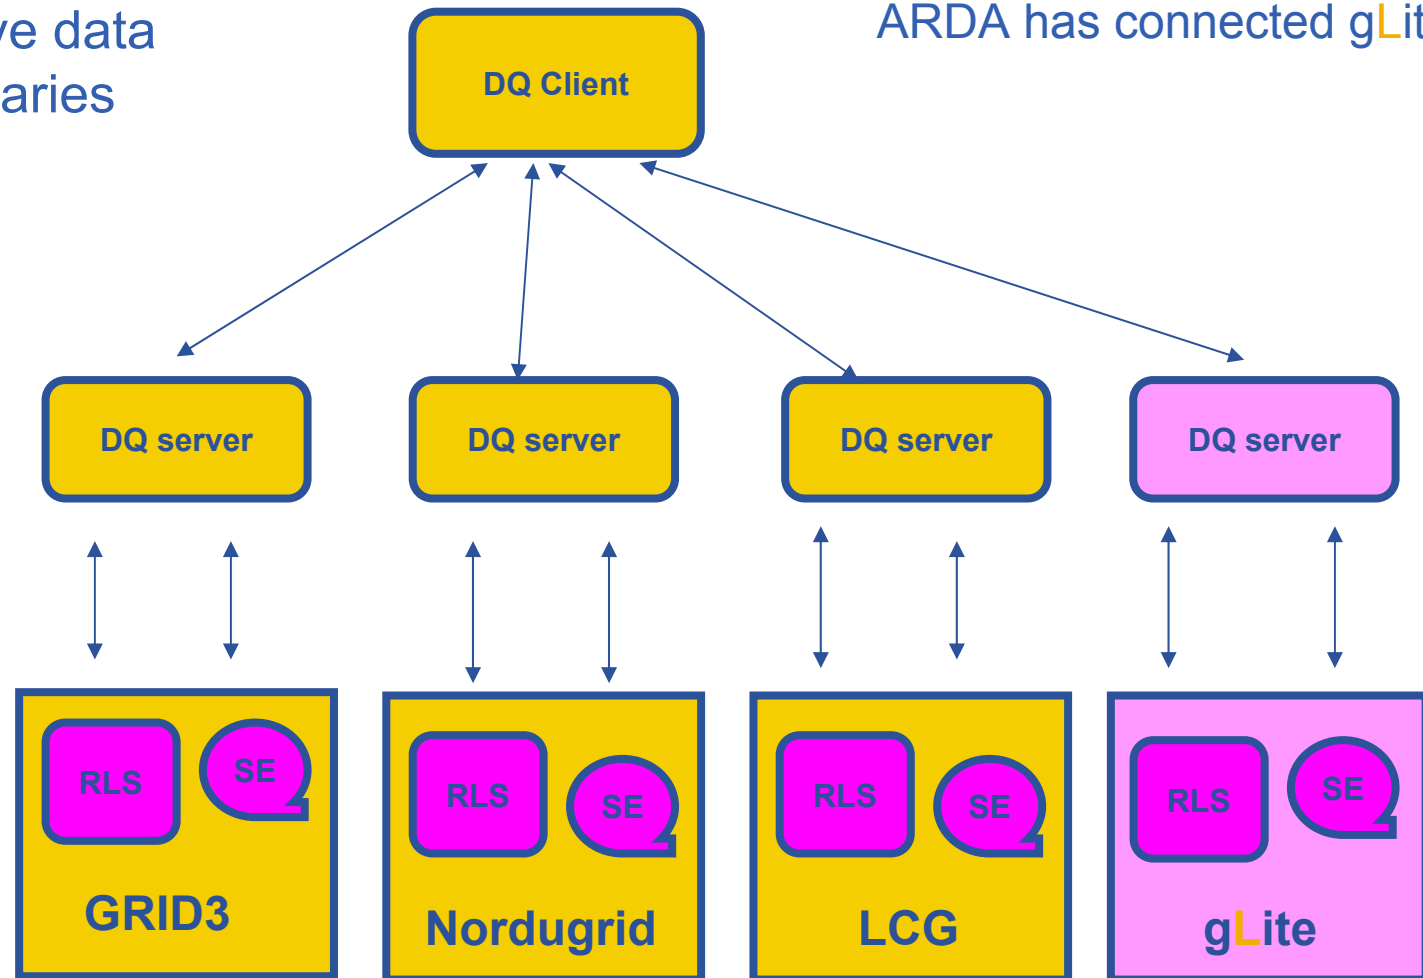 ve data
aries
ARDA has connected gLit
DQ Client
DQ server
DQ server
DQ server
DQ server
RLS
SE
GRID3
RLS
SE
Nordugrid
RLS
SE
LCG
RLS
SE
gLite